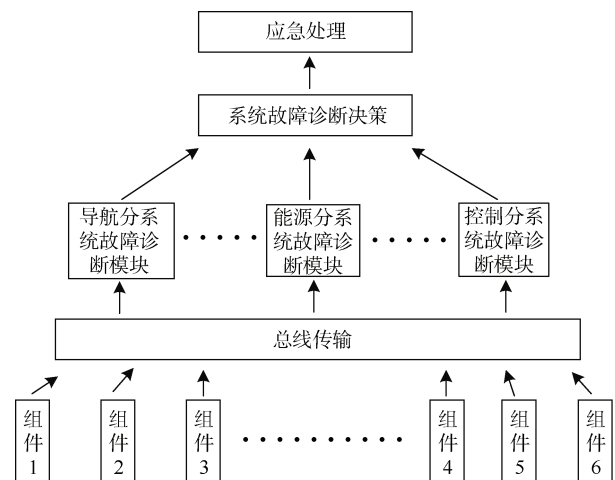 应急处理
系统故障诊断决策
导航分系
统故障诊
断模块
能源分系
统故障诊
断模块
控制分系
统故障诊
断模块
总线传输
组件1
组件2
组件3
组件4
组件5
组件6